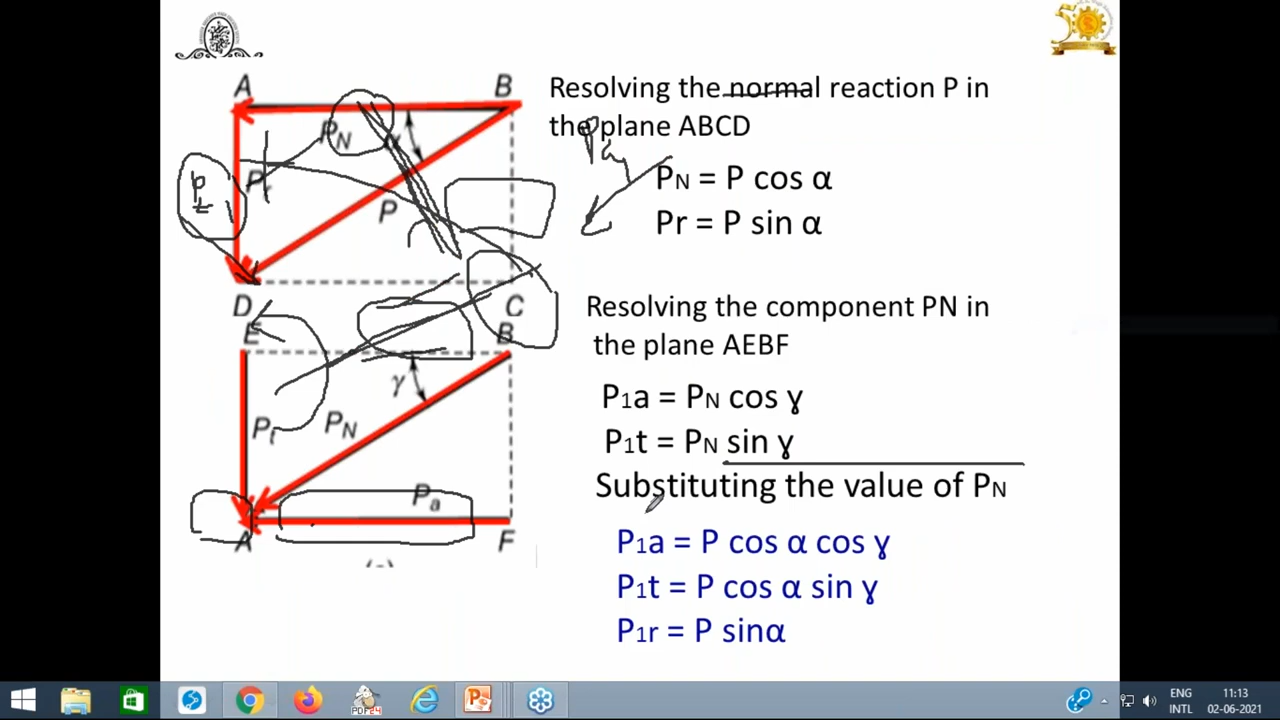 A
B
Resolving the normal reaction P in
the plane ABCD
PN
α
Pr
P
PN = P cos α
Pr = P sin α
D
C
E
B
Resolving the component PN in
the plane AEBF
γ
Pt
PN
P1a = PN cos ɣ
P1t = PN sin ɣ
Substituting the value of PN
Pa
A
F
P1a = P cos α cos ɣ
P1t = P cos α sin ɣ
P1r = P sinα
PDF24
ENG
INTL
11:13
02-06-2021